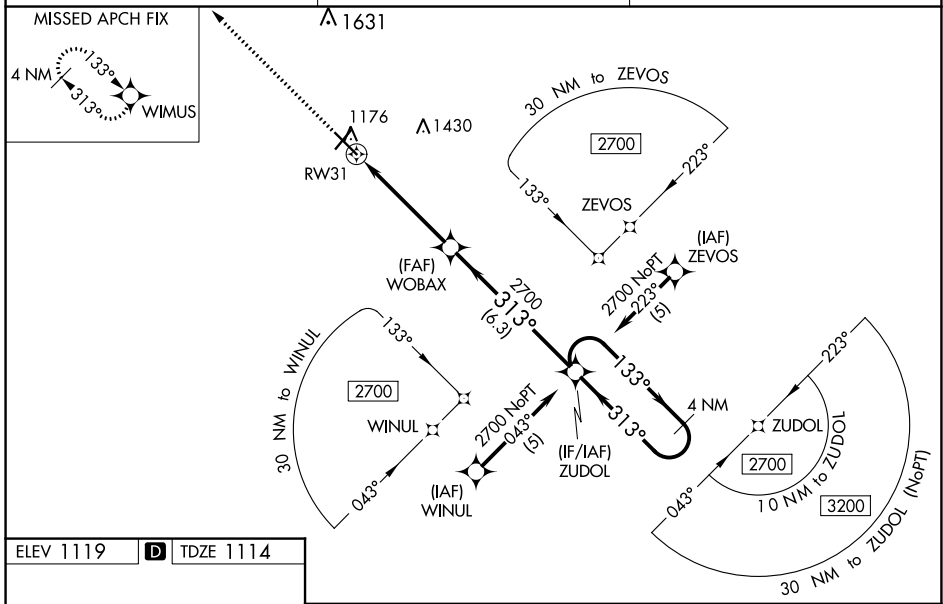 MISSED APCH FIX
4 NM
133°
313°
WIMUS
1631
1176
1430
RW31
30 NM to ZEVOS
2700
133°
223°
ZEVOS
(IAF)
ZEVOS
2700 NoPT
223°
(5)
(FAF)
WOBAX
2700
313°
(6.3)
30 NM to WINUL
133°
2700
WINUL
043°
2700 NoPT
043°
(5)
(IAF)
WINUL
(IF/IAF)
ZUDOL
133°
313°
4 NM
223°
ZUDOL
2700
043°
10 NM to ZUDOL
3200
30 NM to ZUDOL (NoPT)
ELEV 1119 D TDZE 1114